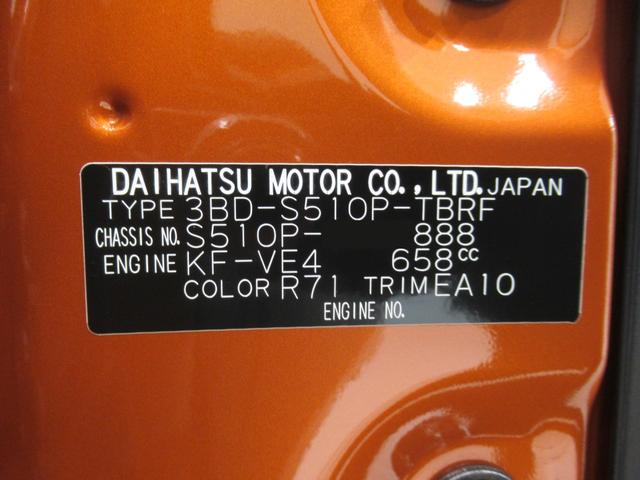 DAIHATSU MOTOR CO., LTD. JAPAN
TYPE 3BD-S510P-TBRF
CHASSIS NO. S510P- 888
ENGINE KF-VE4 658cc
COLOR R71 TRIM EA10
ENGINE NO.